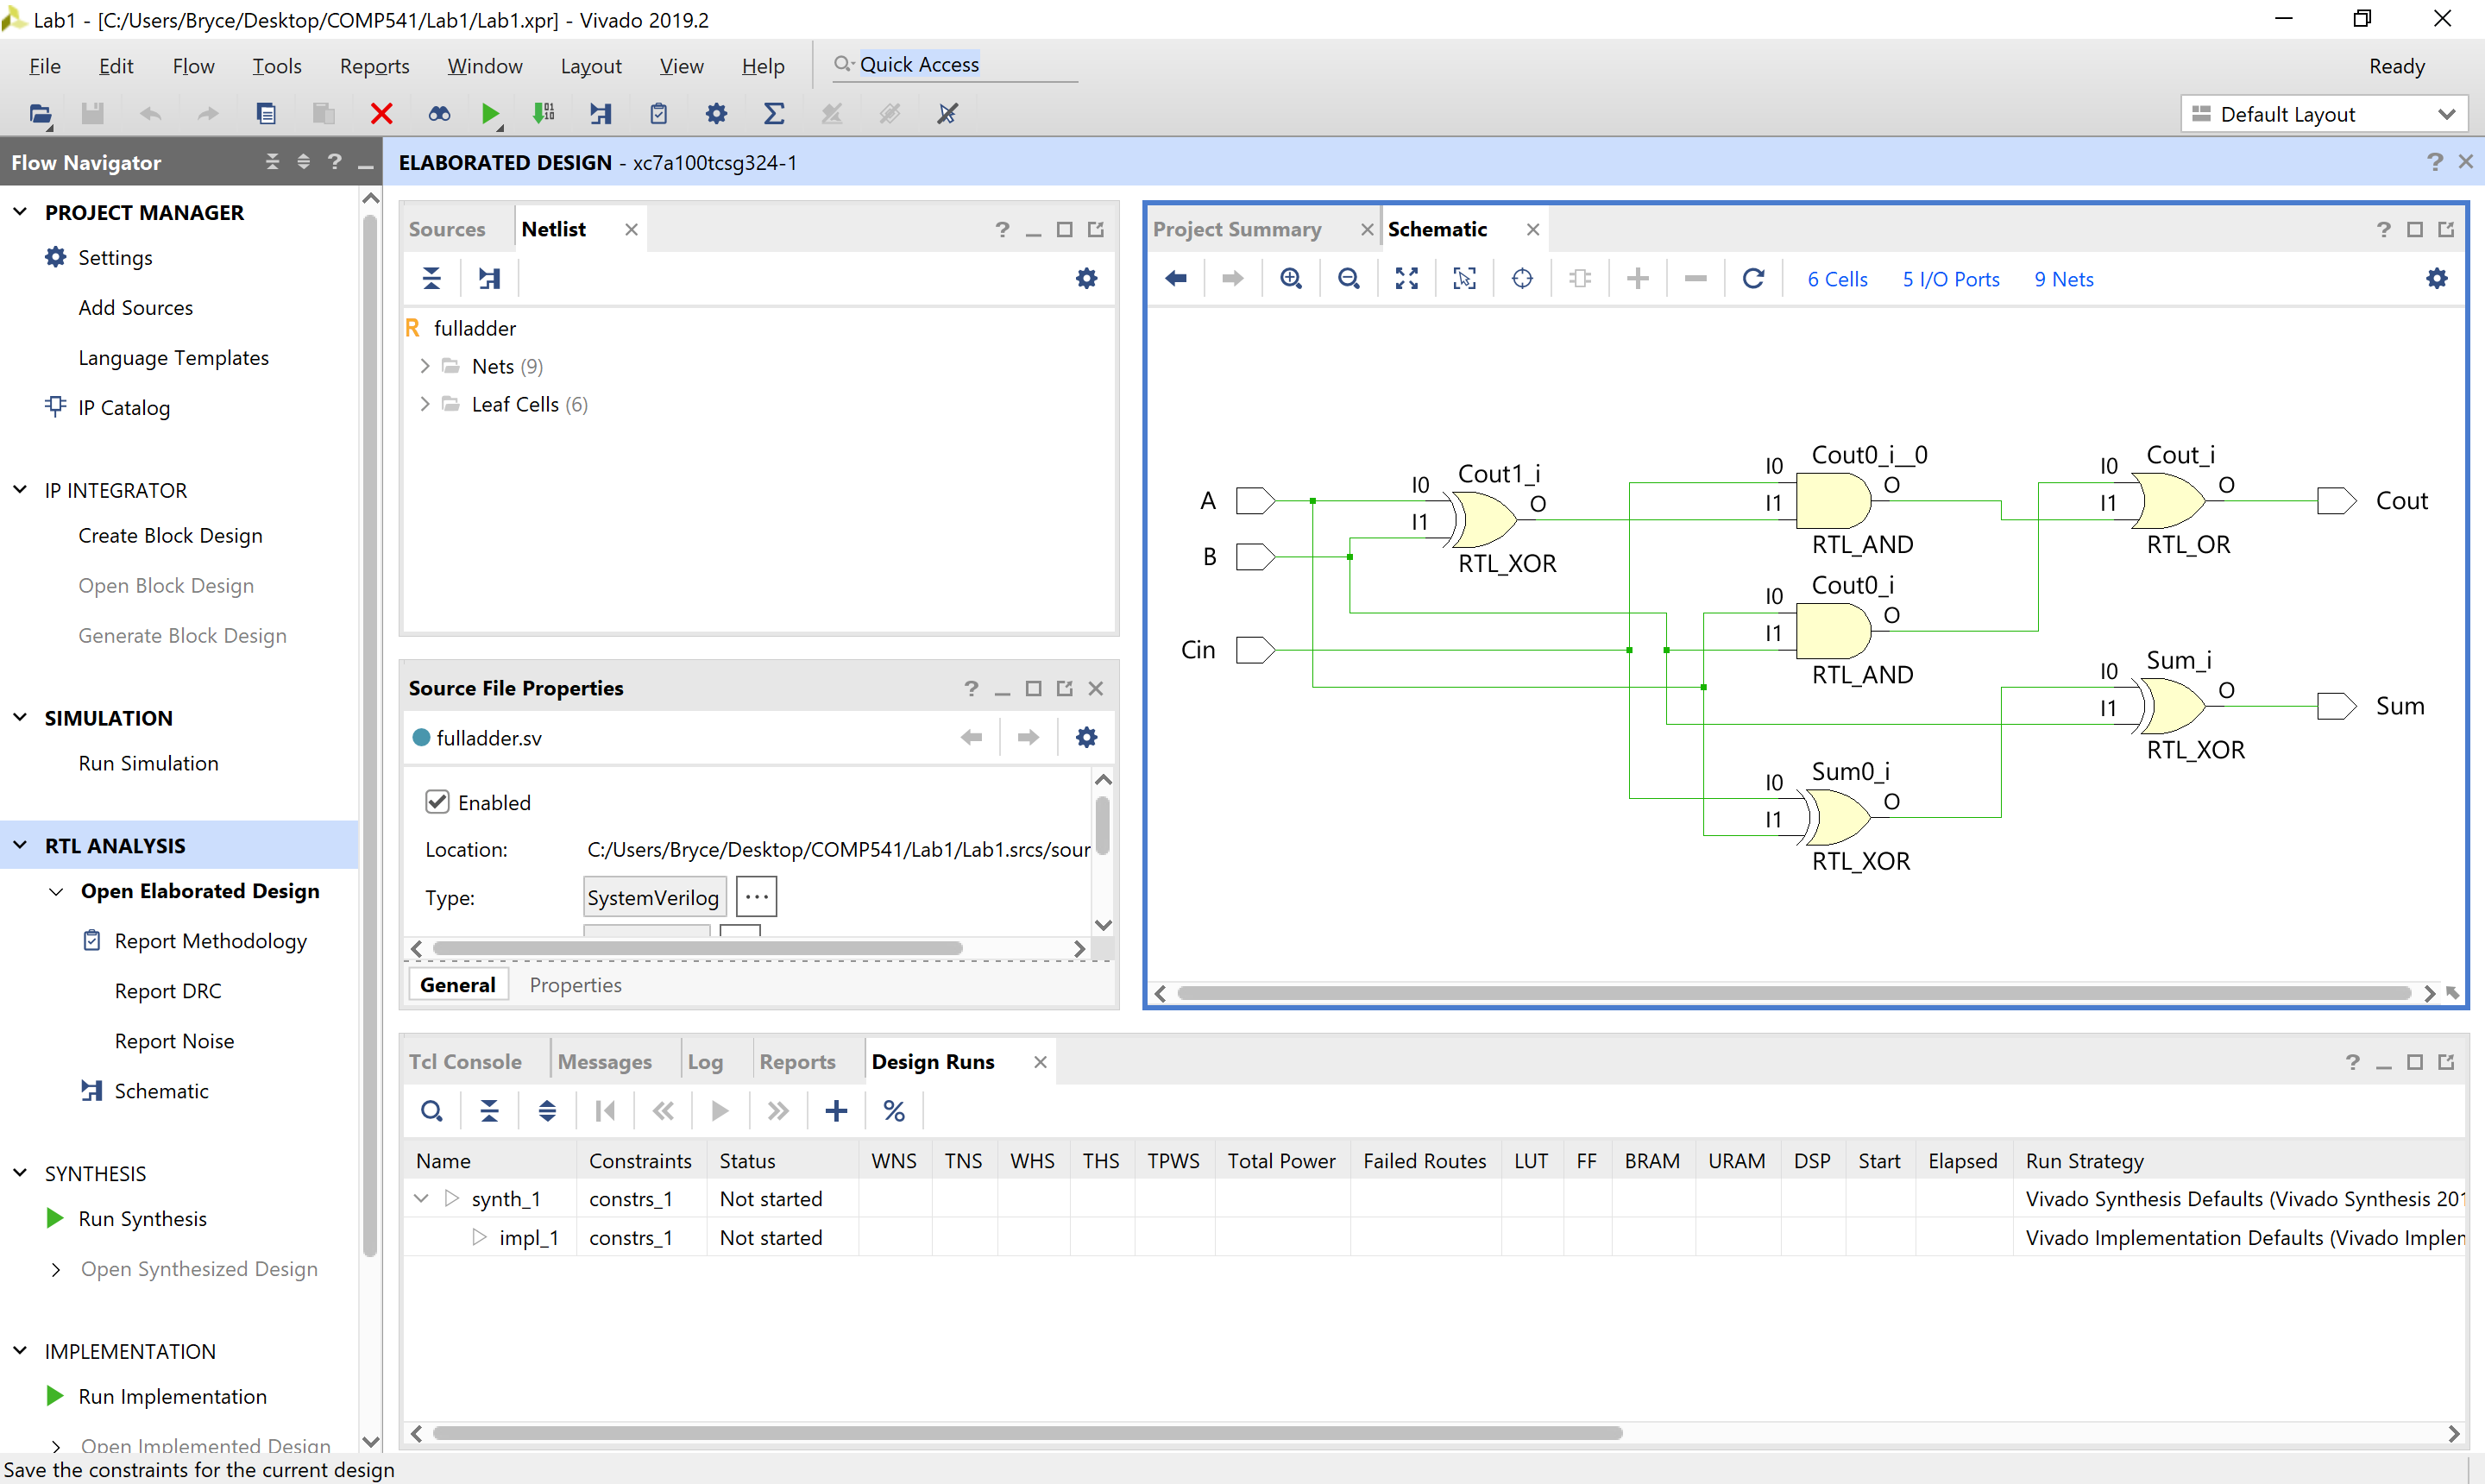 Lab1 - [C:/Users/Bryce/Desktop/COMP541/Lab1/Lab1.xpr] - Vivado 2019.2
File Edit Flow Tools Reports Window Layout View Help Quick Access Ready
Default Layout
Flow Navigator
PROJECT MANAGER
Settings
Add Sources
Language Templates
IP Catalog
IP INTEGRATOR
Create Block Design
Open Block Design
Generate Block Design
SIMULATION
Run Simulation
RTL ANALYSIS
Open Elaborated Design
Report Methodology
Report DRC
Report Noise
Schematic
SYNTHESIS
Run Synthesis
Open Synthesized Design
IMPLEMENTATION
Run Implementation
Open Implemented Design
ELABORATED DESIGN - xc7a100tcsg324-1
Sources Netlist
fulladder
Nets (9)
Leaf Cells (6)
Source File Properties
fulladder.sv
Enabled
Location: C:/Users/Bryce/Desktop/COMP541/Lab1/Lab1.srcs/sour
Type: SystemVerilog
General Properties
Project Summary Schematic
6 Cells 5 I/O Ports 9 Nets
A
B
Cin
Cout1_i
I0
I1
O
RTL_XOR
Cout0_i__0
I0
I1
O
RTL_AND
Cout0_i
I0
I1
O
RTL_AND
Sum0_i
I0
I1
O
RTL_XOR
Cout_i
I0
I1
O
RTL_OR
Cout
Sum_i
I0
I1
O
RTL_XOR
Sum
Tcl Console Messages Log Reports Design Runs
Name Constraints Status WNS TNS WHS THS TPWS Total Power Failed Routes LUT FF BRAM URAM DSP Start Elapsed Run Strategy
synth_1 constrs_1 Not started Vivado Synthesis Defaults (Vivado Synthesis 201
impl_1 constrs_1 Not started Vivado Implementation Defaults (Vivado Implem
Save the constraints for the current design